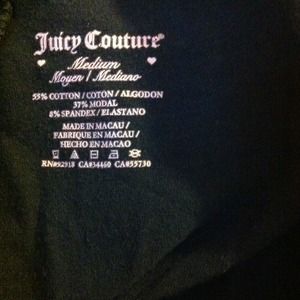 Juicy Couture®
Medium
Moyen / Mediano
55% COTTON / COTON / ALGODON
37% MODAL
8% SPANDEX / ELASTANO
MADE IN MACAU /
FABRIQUE EN MACAU /
HECHO EN MACAO
RN#52918 CA#34460 CA#55730